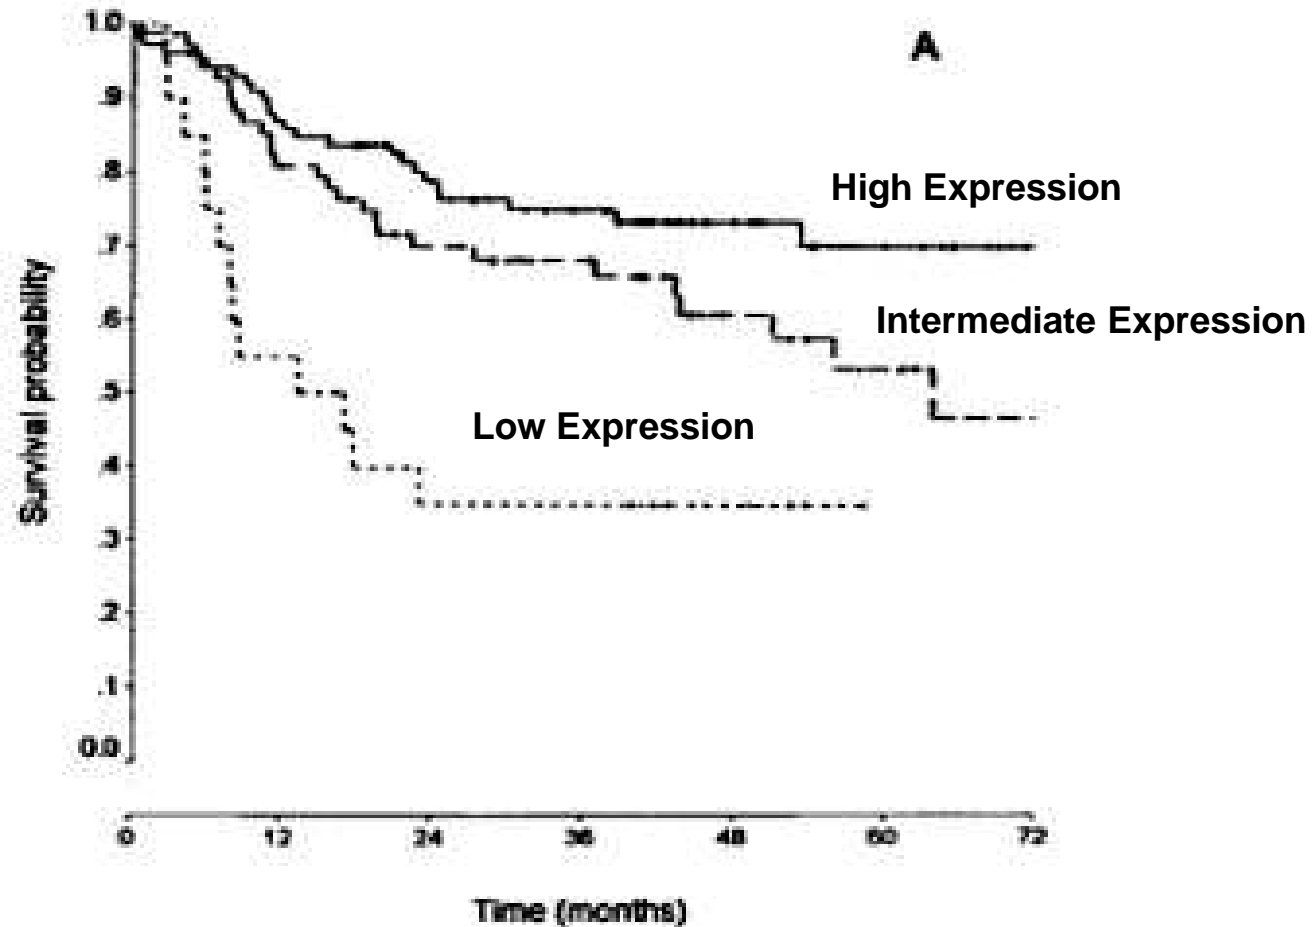 A
1.0
.9
.8
.7
.6
.5
.4
.3
.2
.1
0.0
Survival probability
High Expression
Intermediate Expression
Low Expression
0 12 24 36 48 60 72
Time (months)